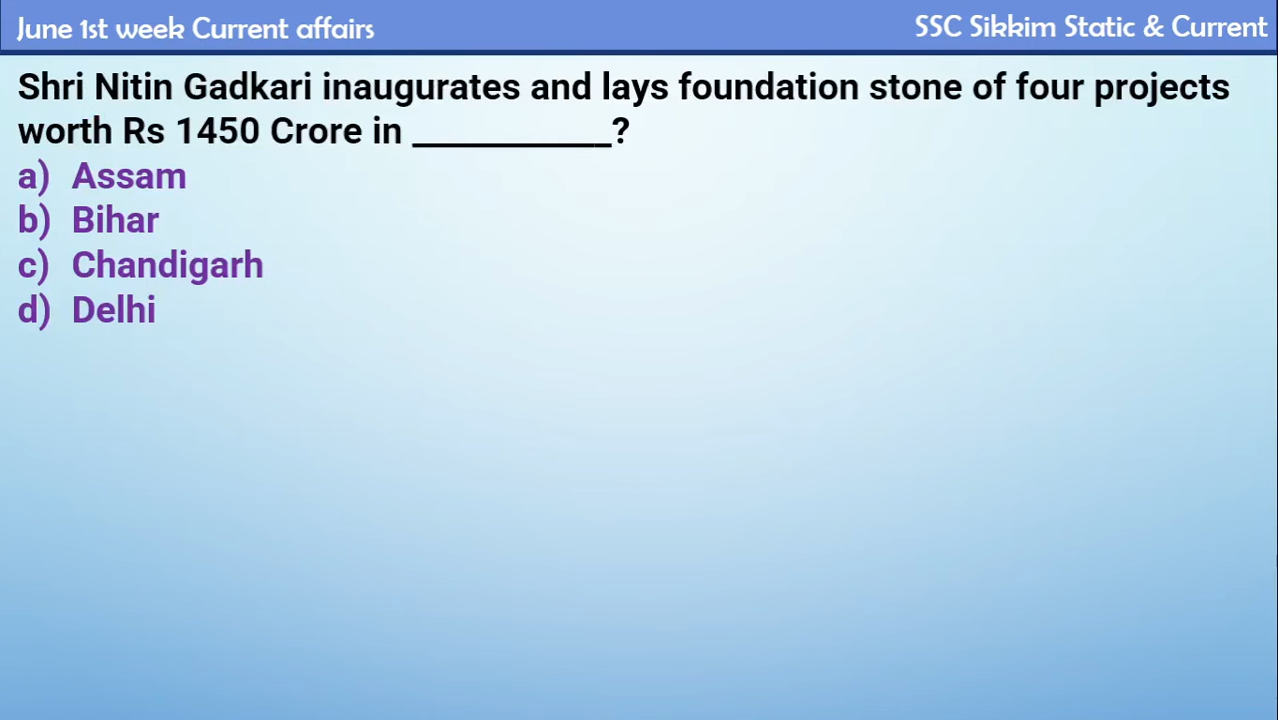 June 1st week Current affairs
SSC Sikkim Static & Current
Shri Nitin Gadkari inaugurates and lays foundation stone of four projects
worth Rs 1450 Crore in __________?
a) Assam
b) Bihar
c) Chandigarh
d) Delhi